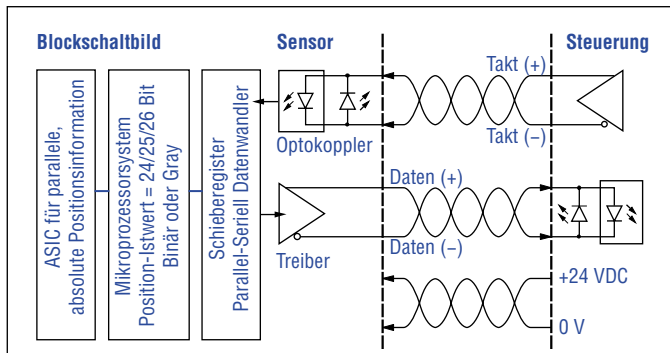 Blockschaltbild
Sensor
Steuerung
ASIC für parallele,
absolute Positionsinformation
Mikroprozessorsystem
Position-Istwert = 24/25/26 Bit
Binär oder Gray
Schieberegister
Parallel-Seriell Datenwandler
Optokoppler
Treiber
Takt (+)
Takt (−)
Daten (+)
Daten (−)
+24 VDC
0 V